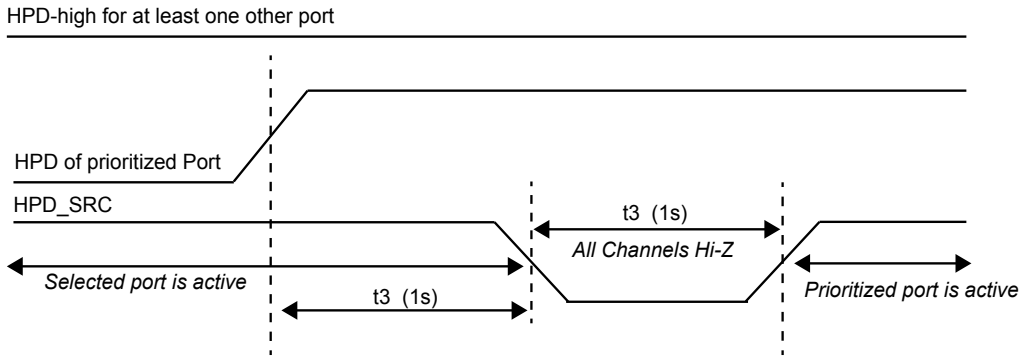 HPD-high for at least one other port
HPD of prioritized Port
HPD_SRC
t3 (1s)
All Channels Hi-Z
Selected port is active
t3 (1s)
Prioritized port is active